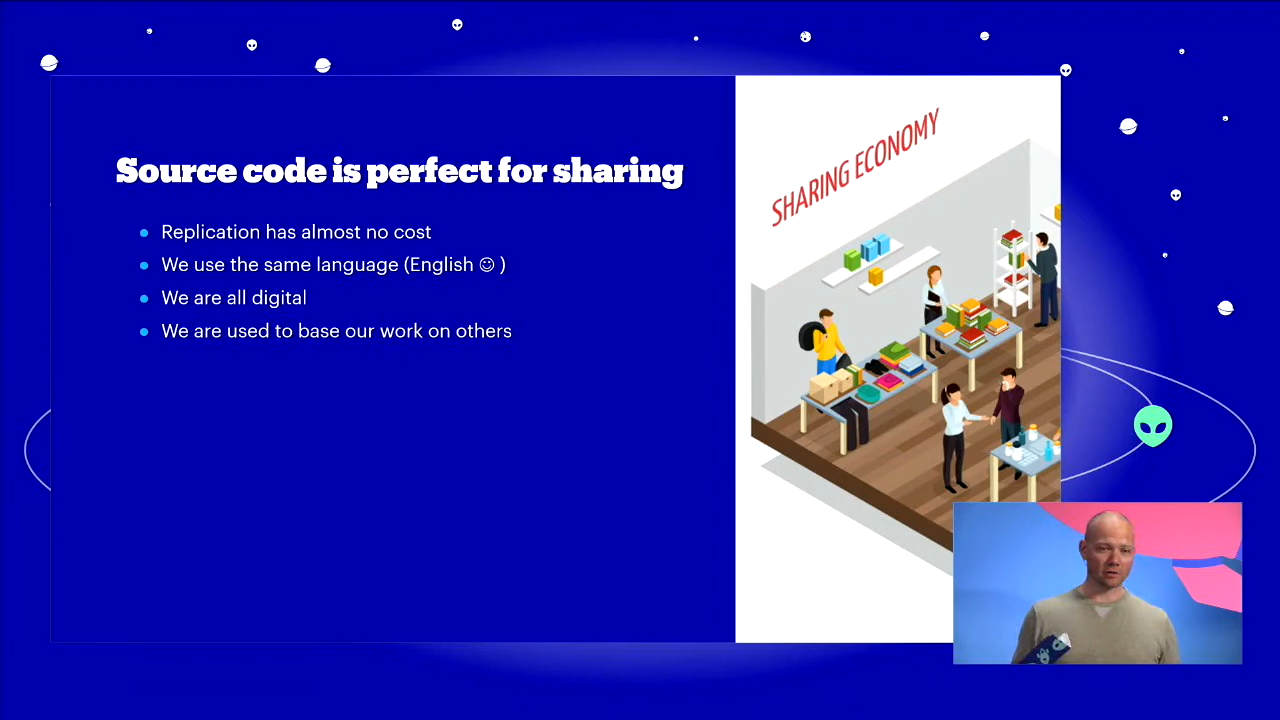 Source code is perfect for sharing
Replication has almost no cost
We use the same language (English ☺ )
We are all digital
We are used to base our work on others
SHARING ECONOMY